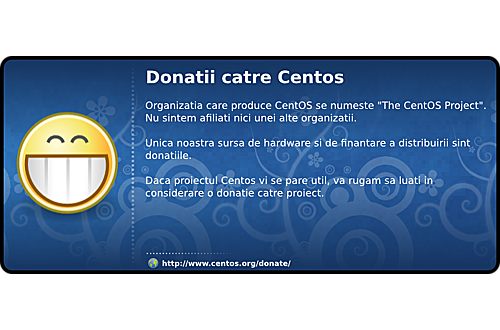 Donatii catre Centos
Organizatia care produce CentOS se numeste "The CentOS Project".
Nu sintem afiliati nici unei alte organizatii.
Unica noastra sursa de hardware si de finantare a distribuirii sint
donatiile.
Daca proiectul Centos vi se pare util, va rugam sa luati in
considerare o donatie catre proiect.
http://www.centos.org/donate/